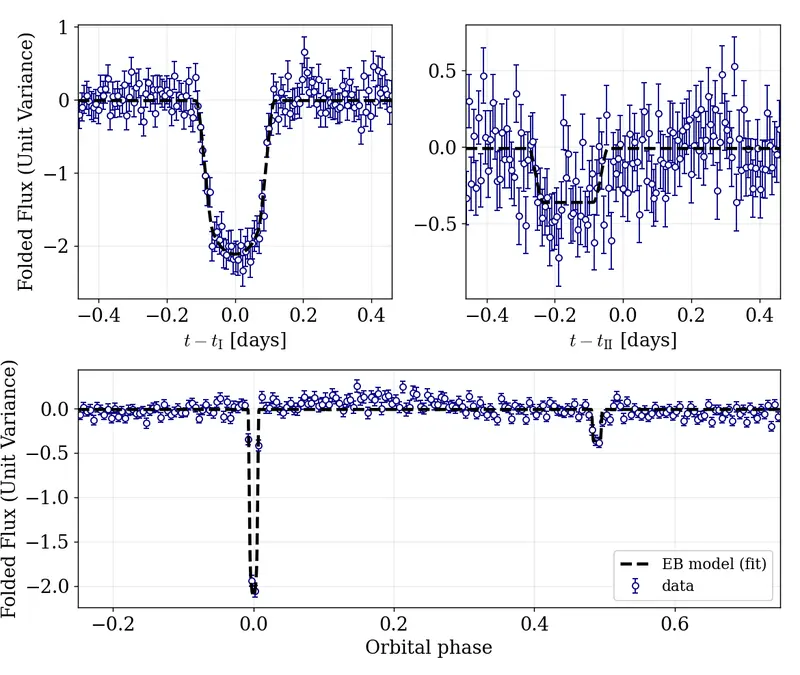 1
0
−1
−2
Folded Flux (Unit Variance)
−0.4 −0.2 0.0 0.2 0.4
t − tI [days]
0.5
0.0
−0.5
−0.4 −0.2 0.0 0.2 0.4
t − tII [days]
0.0
−0.5
−1.0
−1.5
−2.0
Folded Flux (Unit Variance)
EB model (fit)
data
−0.2 0.0 0.2 0.4 0.6
Orbital phase